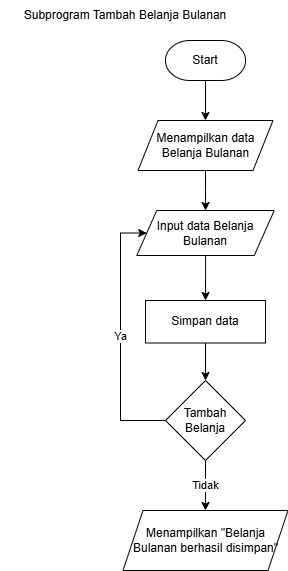 Subprogram Tambah Belanja Bulanan
Start
Menampilkan data
Belanja Bulanan
Input data Belanja
Bulanan
Simpan data
Ya
Tambah
Belanja
Tidak
Menampilkan "Belanja
Bulanan berhasil disimpan"